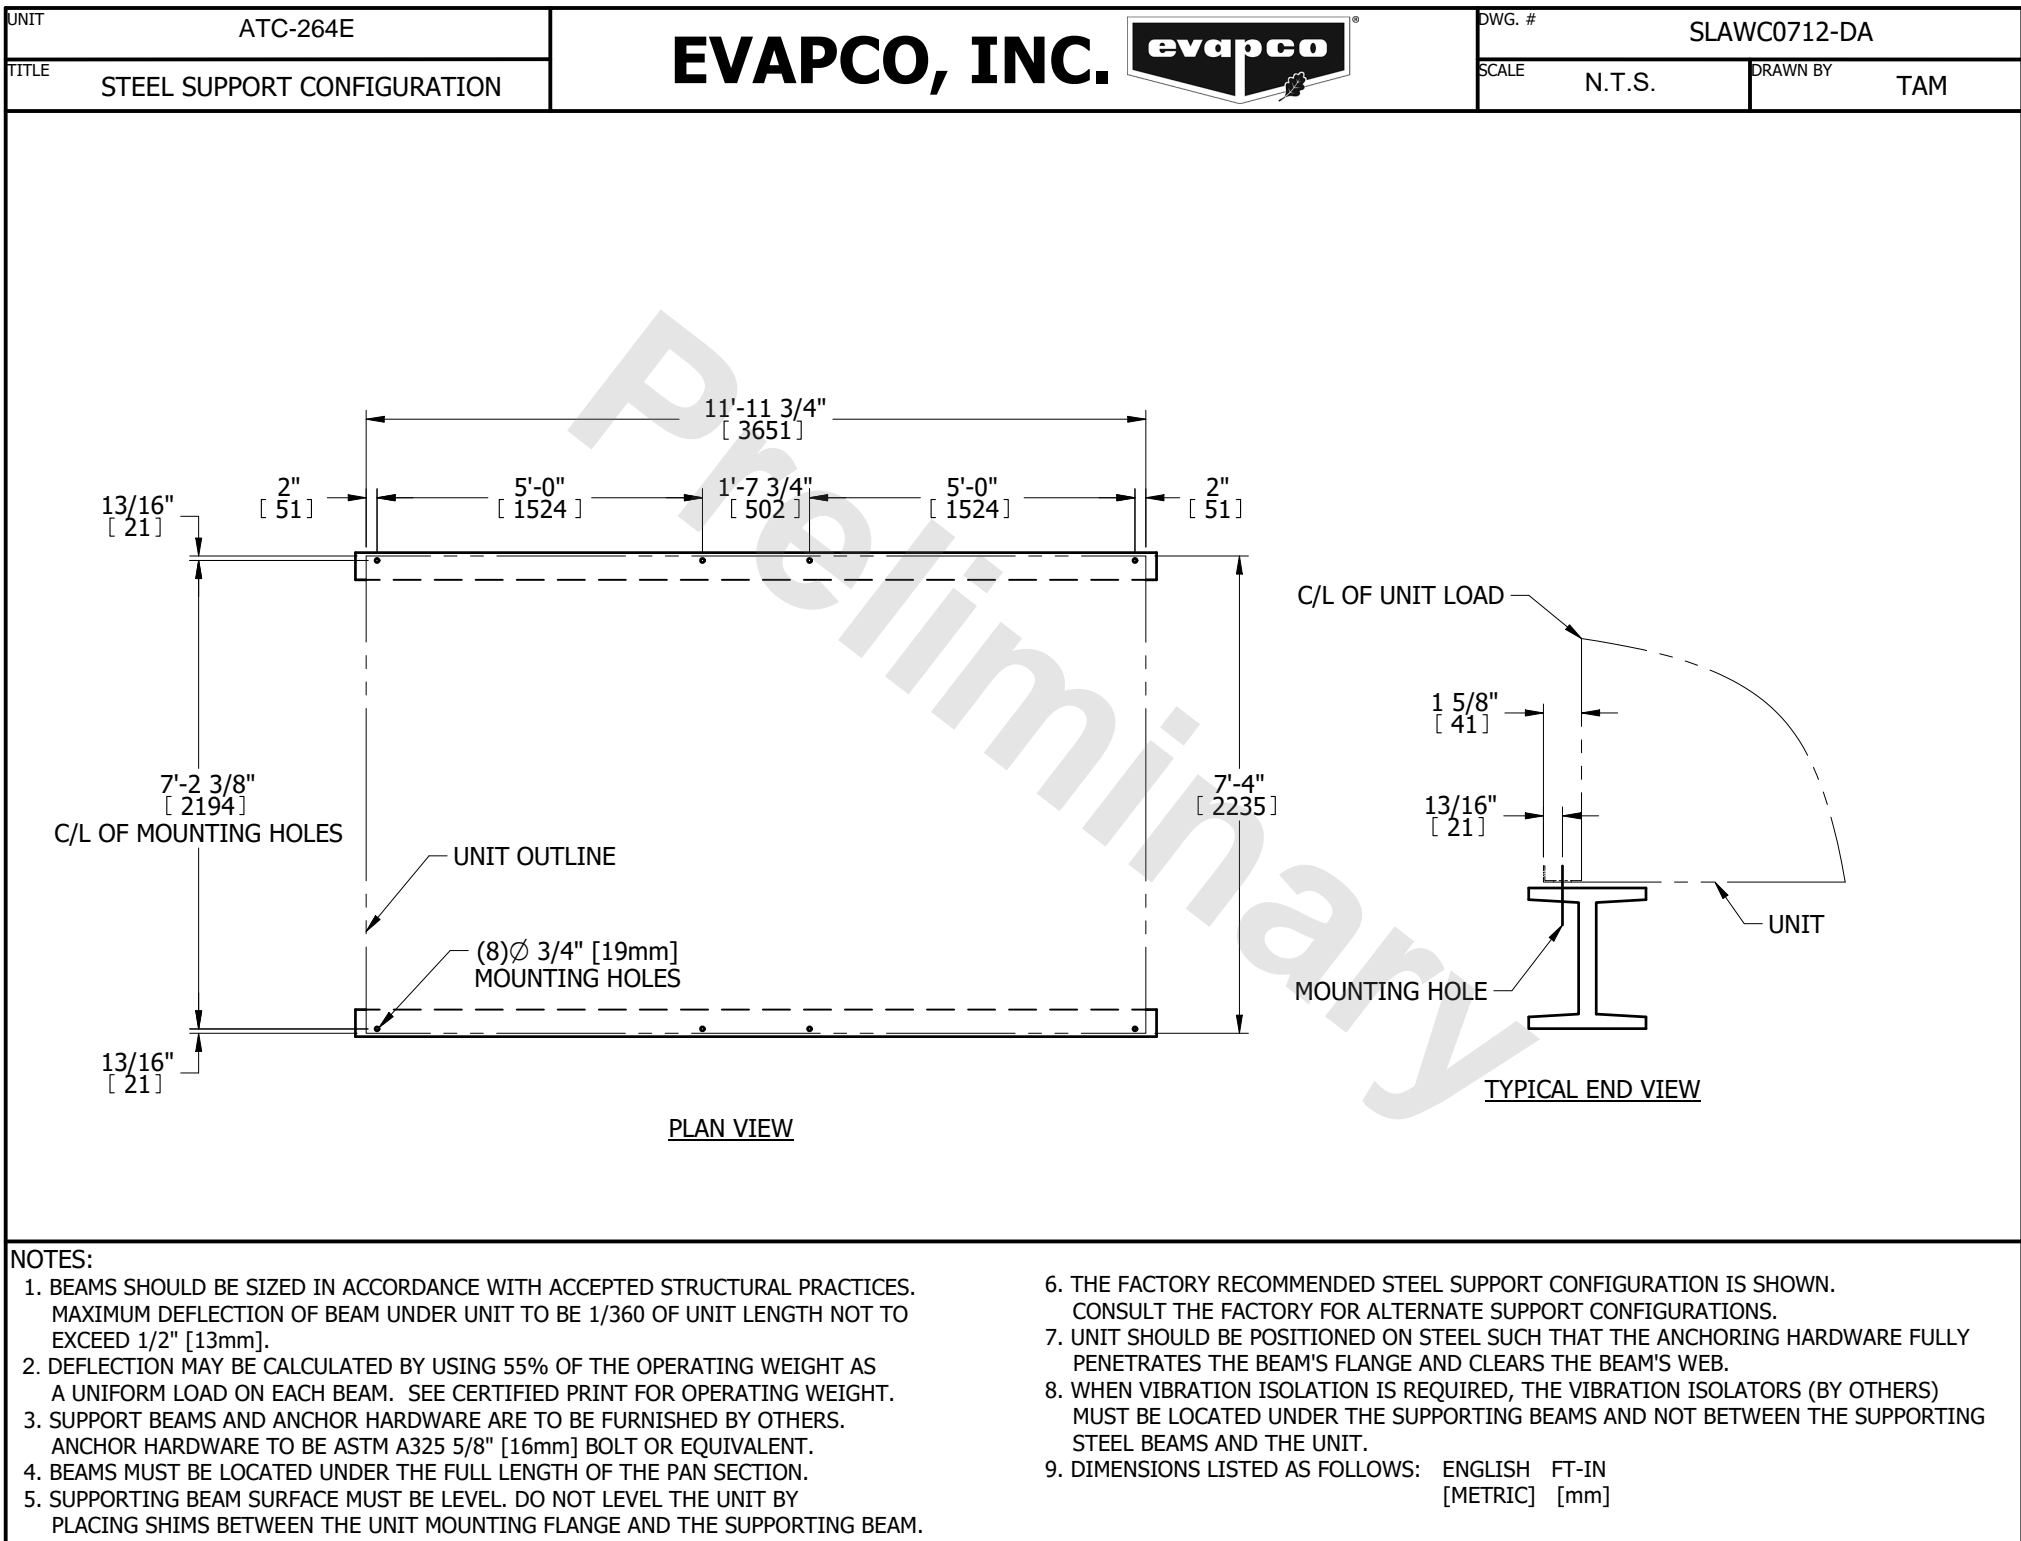 UNIT
ATC-264E
TITLE
STEEL SUPPORT CONFIGURATION
EVAPCO, INC.
evapco
®
DWG. #
SLAWC0712-DA
SCALE
N.T.S.
DRAWN BY
TAM
Preliminary
11'-11 3/4"
[ 3651]
13/16"
[ 21]
2"
[ 51]
5'-0"
[ 1524 ]
1'-7 3/4"
[ 502 ]
5'-0"
[ 1524]
2"
[ 51]
7'-2 3/8"
[ 2194]
C/L OF MOUNTING HOLES
UNIT OUTLINE
(8)∅ 3/4" [19mm]
MOUNTING HOLES
7'-4"
[ 2235]
13/16"
[ 21]
PLAN VIEW
C/L OF UNIT LOAD
1 5/8"
[ 41]
13/16"
[ 21]
UNIT
MOUNTING HOLE
TYPICAL END VIEW
NOTES:
1. BEAMS SHOULD BE SIZED IN ACCORDANCE WITH ACCEPTED STRUCTURAL PRACTICES.
MAXIMUM DEFLECTION OF BEAM UNDER UNIT TO BE 1/360 OF UNIT LENGTH NOT TO
EXCEED 1/2" [13mm].
2. DEFLECTION MAY BE CALCULATED BY USING 55% OF THE OPERATING WEIGHT AS
A UNIFORM LOAD ON EACH BEAM. SEE CERTIFIED PRINT FOR OPERATING WEIGHT.
3. SUPPORT BEAMS AND ANCHOR HARDWARE ARE TO BE FURNISHED BY OTHERS.
ANCHOR HARDWARE TO BE ASTM A325 5/8" [16mm] BOLT OR EQUIVALENT.
4. BEAMS MUST BE LOCATED UNDER THE FULL LENGTH OF THE PAN SECTION.
5. SUPPORTING BEAM SURFACE MUST BE LEVEL. DO NOT LEVEL THE UNIT BY
PLACING SHIMS BETWEEN THE UNIT MOUNTING FLANGE AND THE SUPPORTING BEAM.
6. THE FACTORY RECOMMENDED STEEL SUPPORT CONFIGURATION IS SHOWN.
CONSULT THE FACTORY FOR ALTERNATE SUPPORT CONFIGURATIONS.
7. UNIT SHOULD BE POSITIONED ON STEEL SUCH THAT THE ANCHORING HARDWARE FULLY
PENETRATES THE BEAM'S FLANGE AND CLEARS THE BEAM'S WEB.
8. WHEN VIBRATION ISOLATION IS REQUIRED, THE VIBRATION ISOLATORS (BY OTHERS)
MUST BE LOCATED UNDER THE SUPPORTING BEAMS AND NOT BETWEEN THE SUPPORTING
STEEL BEAMS AND THE UNIT.
9. DIMENSIONS LISTED AS FOLLOWS: ENGLISH FT-IN
[METRIC] [mm]